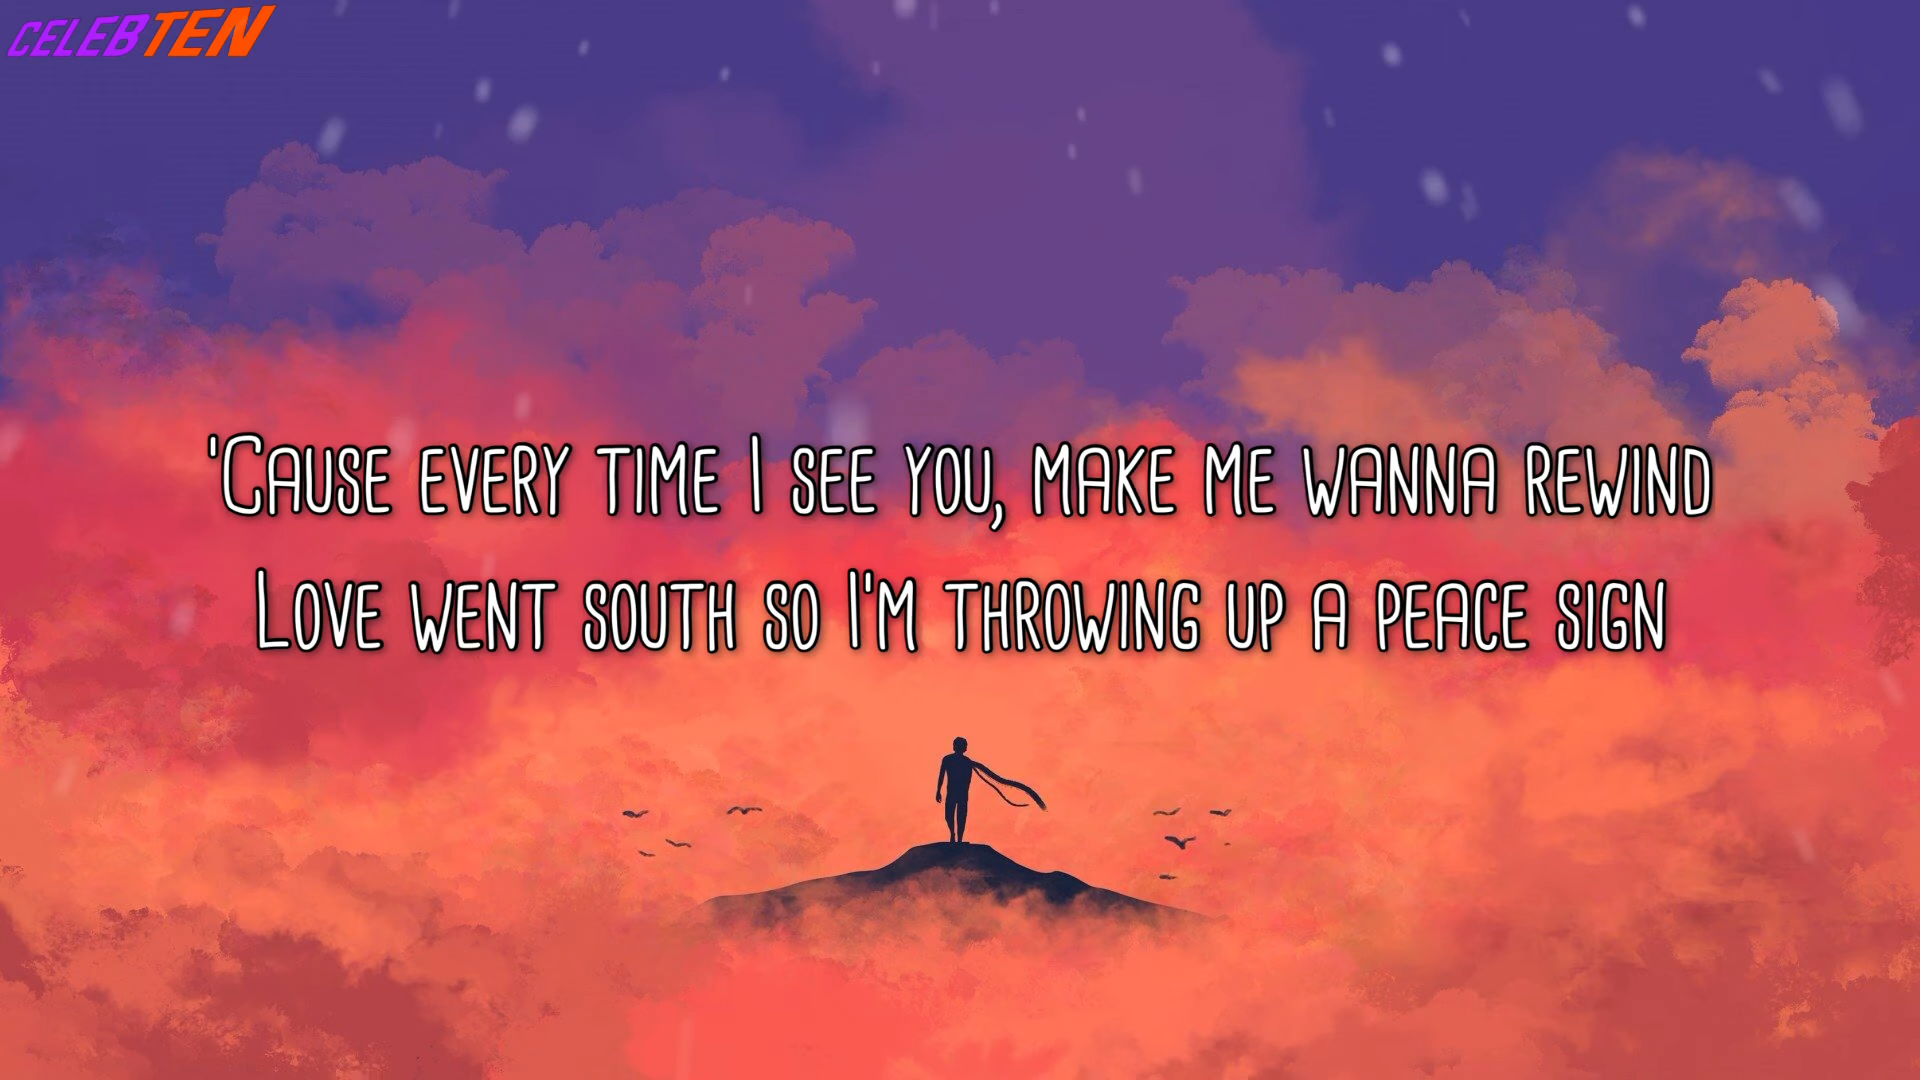 CELEBTEN
'Cause every time I see you, make me wanna rewind
Love went south so I'm throwing up a peace sign